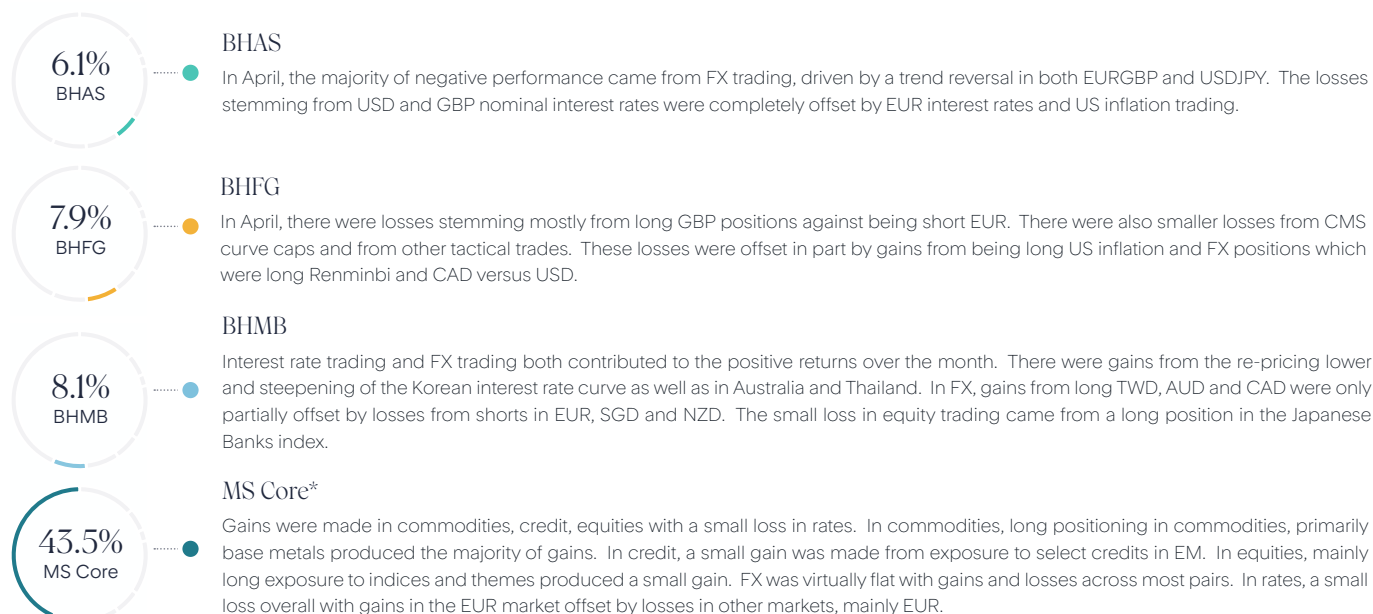 6.1%
BHAS
BHAS
In April, the majority of negative performance came from FX trading, driven by a trend reversal in both EURGBP and USDJPY. The losses
stemming from USD and GBP nominal interest rates were completely offset by EUR interest rates and US inflation trading.
7.9%
BHFG
BHFG
In April, there were losses stemming mostly from long GBP positions against being short EUR. There were also smaller losses from CMS
curve caps and from other tactical trades. These losses were offset in part by gains from being long US inflation and FX positions which
were long Renminbi and CAD versus USD.
8.1%
BHMB
BHMB
Interest rate trading and FX trading both contributed to the positive returns over the month. There were gains from the re-pricing lower
and steepening of the Korean interest rate curve as well as in Australia and Thailand. In FX, gains from long TWD, AUD and CAD were only
partially offset by losses from shorts in EUR, SGD and NZD. The small loss in equity trading came from a long position in the Japanese
Banks index.
43.5%
MS Core
MS Core*
Gains were made in commodities, credit, equities with a small loss in rates. In commodities, long positioning in commodities, primarily
base metals produced the majority of gains. In credit, a small gain was made from exposure to select credits in EM. In equities, mainly
long exposure to indices and themes produced a small gain. FX was virtually flat with gains and losses across most pairs. In rates, a small
loss overall with gains in the EUR market offset by losses in other markets, mainly EUR.